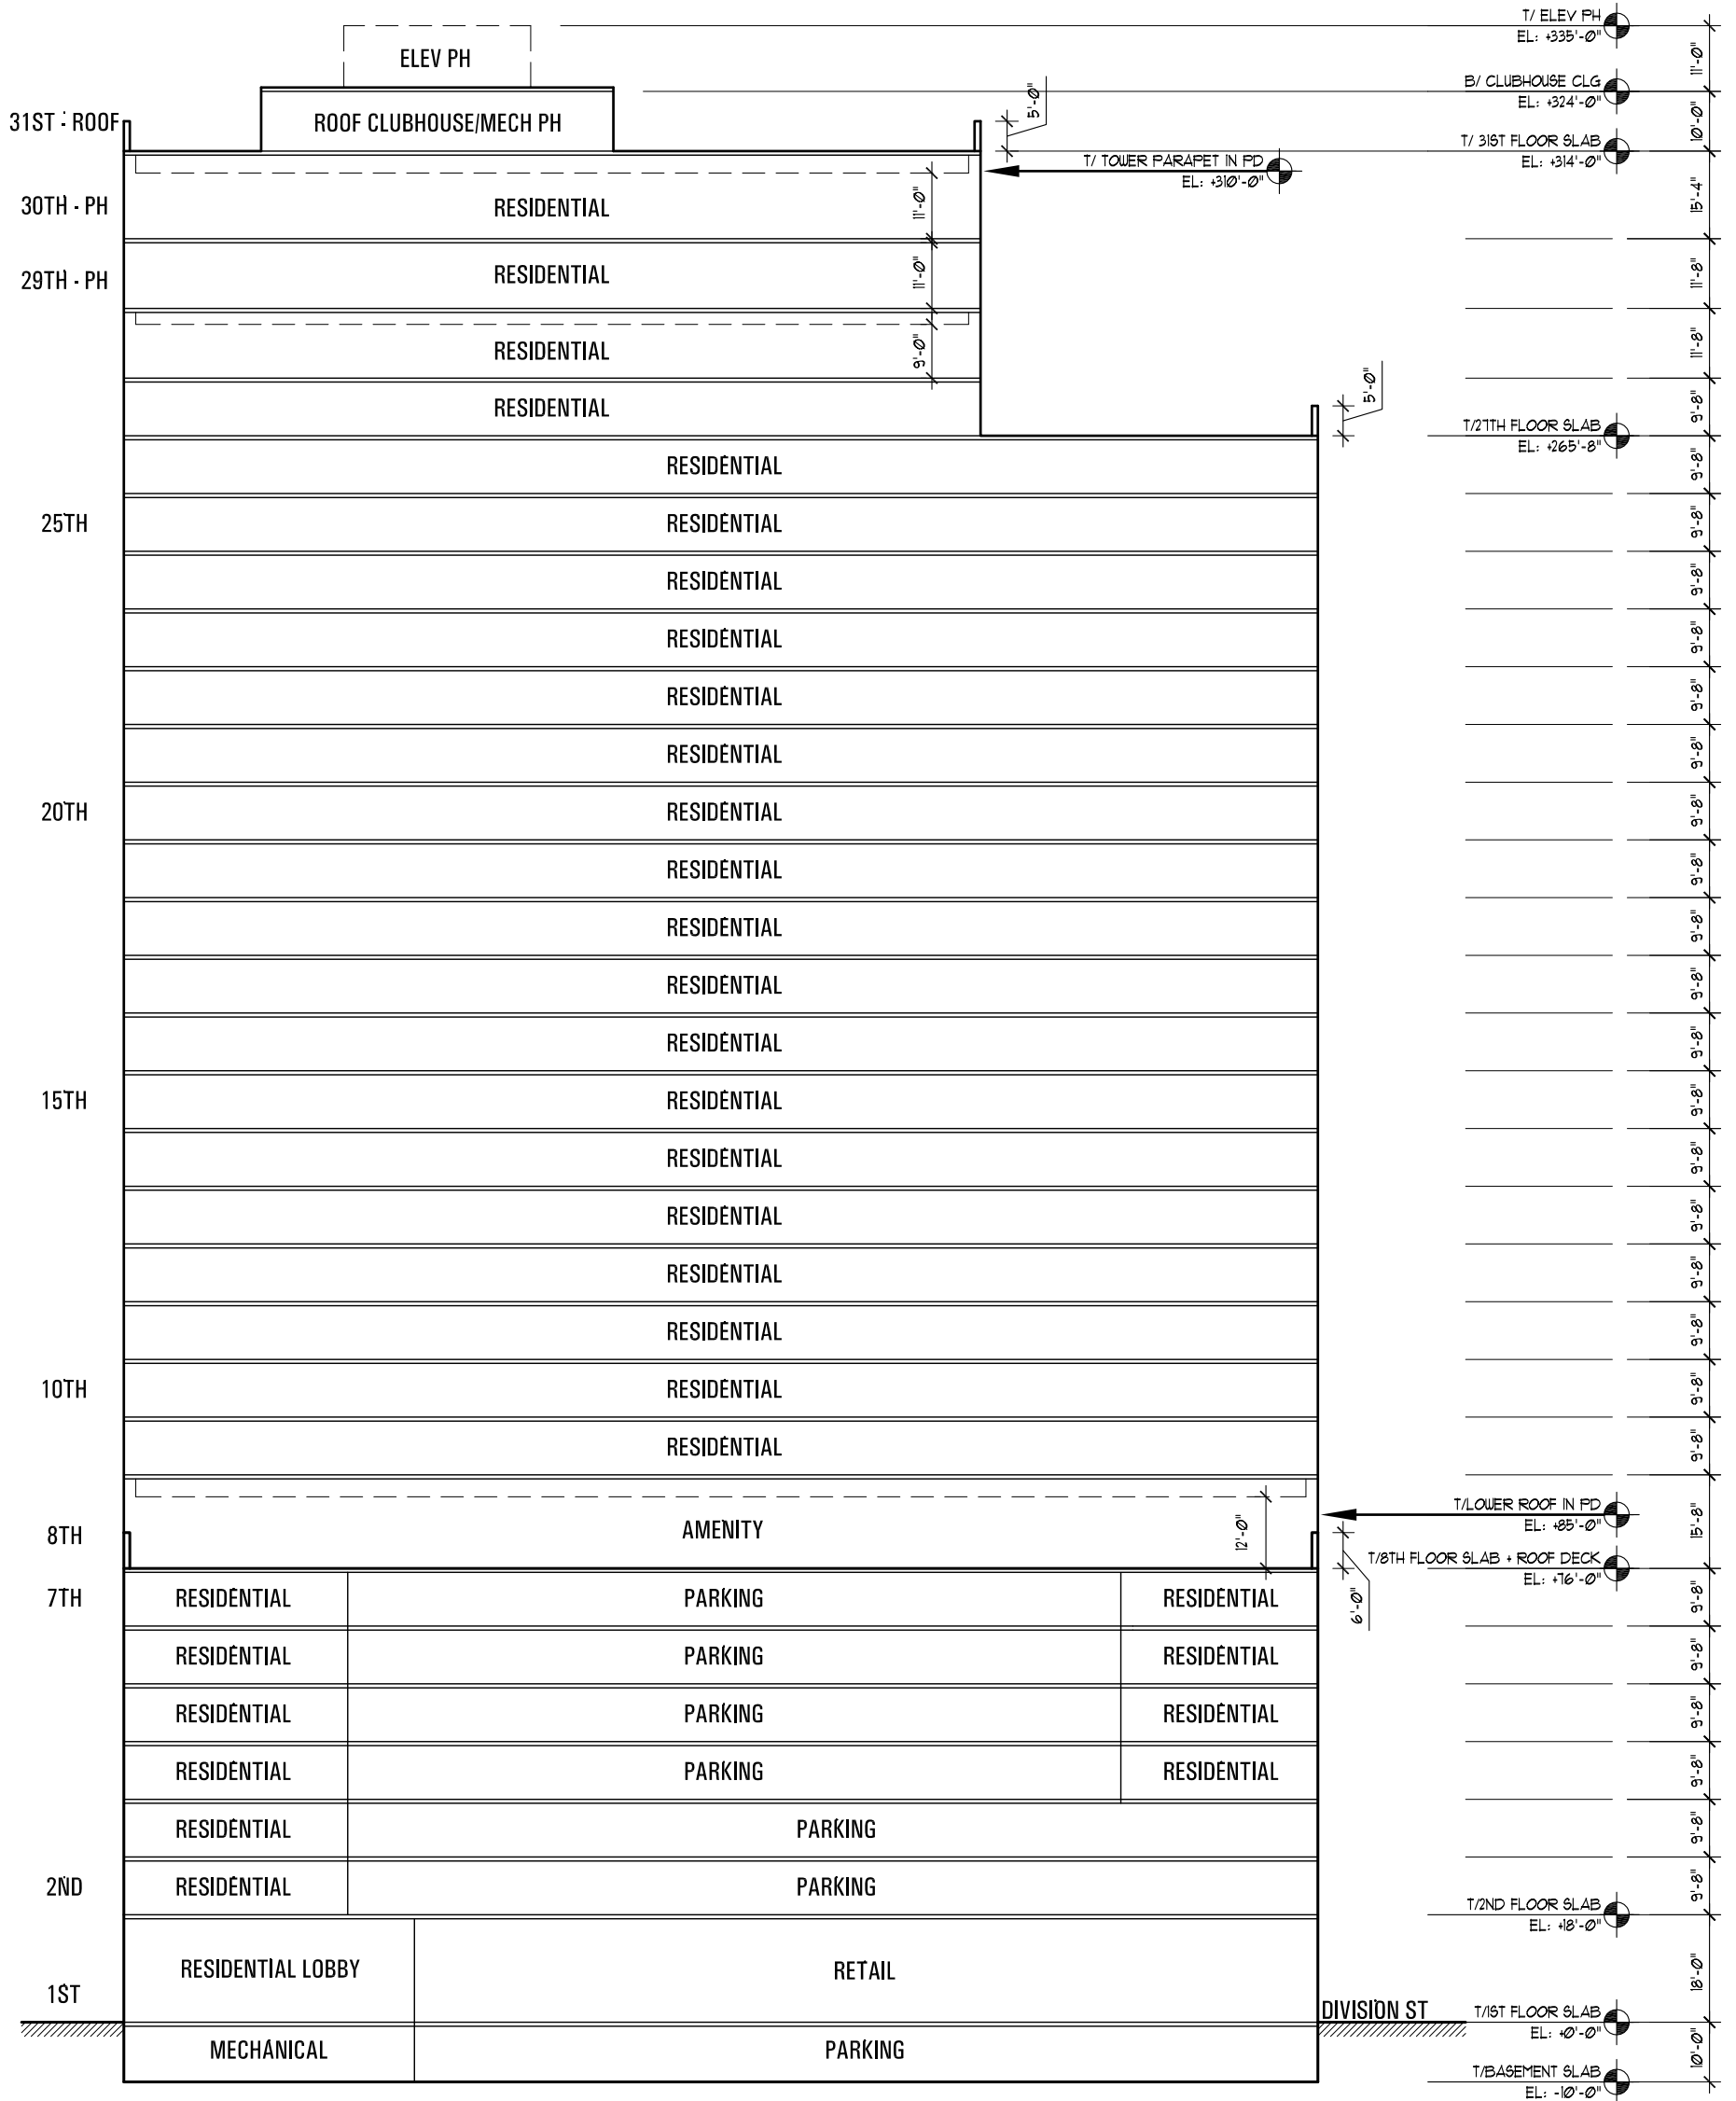 T/ ELEV PH
EL: +335'-0"
11'-0"
ELEV PH
B/ CLUBHOUSE CLG
EL: +324'-0"
5'-0"
10'-0"
31ST - ROOF
ROOF CLUBHOUSE/MECH PH
T/ 31ST FLOOR SLAB
EL: +314'-0"
T/ TOWER PARAPET IN PD
EL: +310'-0"
30TH - PH
RESIDENTIAL
11'-0"
15'-4"
29TH - PH
RESIDENTIAL
11'-0"
11'-8"
RESIDENTIAL
9'-0"
11'-8"
RESIDENTIAL
5'-0"
9'-8"
T/27TH FLOOR SLAB
EL: +265'-8"
RESIDENTIAL
9'-8"
25TH
RESIDENTIAL
9'-8"
RESIDENTIAL
9'-8"
RESIDENTIAL
9'-8"
RESIDENTIAL
9'-8"
RESIDENTIAL
9'-8"
20TH
RESIDENTIAL
9'-8"
RESIDENTIAL
9'-8"
RESIDENTIAL
9'-8"
RESIDENTIAL
9'-8"
RESIDENTIAL
9'-8"
15TH
RESIDENTIAL
9'-8"
RESIDENTIAL
9'-8"
RESIDENTIAL
9'-8"
RESIDENTIAL
9'-8"
RESIDENTIAL
9'-8"
10TH
RESIDENTIAL
9'-8"
RESIDENTIAL
9'-8"
T/LOWER ROOF IN PD
EL: +85'-0"
8TH
AMENITY
12'-0"
15'-8"
T/8TH FLOOR SLAB + ROOF DECK
EL: +76'-0"
6'-0"
7TH
RESIDENTIAL
PARKING
RESIDENTIAL
9'-8"
RESIDENTIAL
PARKING
RESIDENTIAL
9'-8"
RESIDENTIAL
PARKING
RESIDENTIAL
9'-8"
RESIDENTIAL
PARKING
RESIDENTIAL
9'-8"
RESIDENTIAL
PARKING
9'-8"
2ND
RESIDENTIAL
PARKING
9'-8"
T/2ND FLOOR SLAB
EL: +18'-0"
RESIDENTIAL LOBBY
RETAIL
18'-0"
1ST
DIVISION ST
T/1ST FLOOR SLAB
EL: +0'-0"
MECHANICAL
PARKING
10'-0"
T/BASEMENT SLAB
EL: -10'-0"